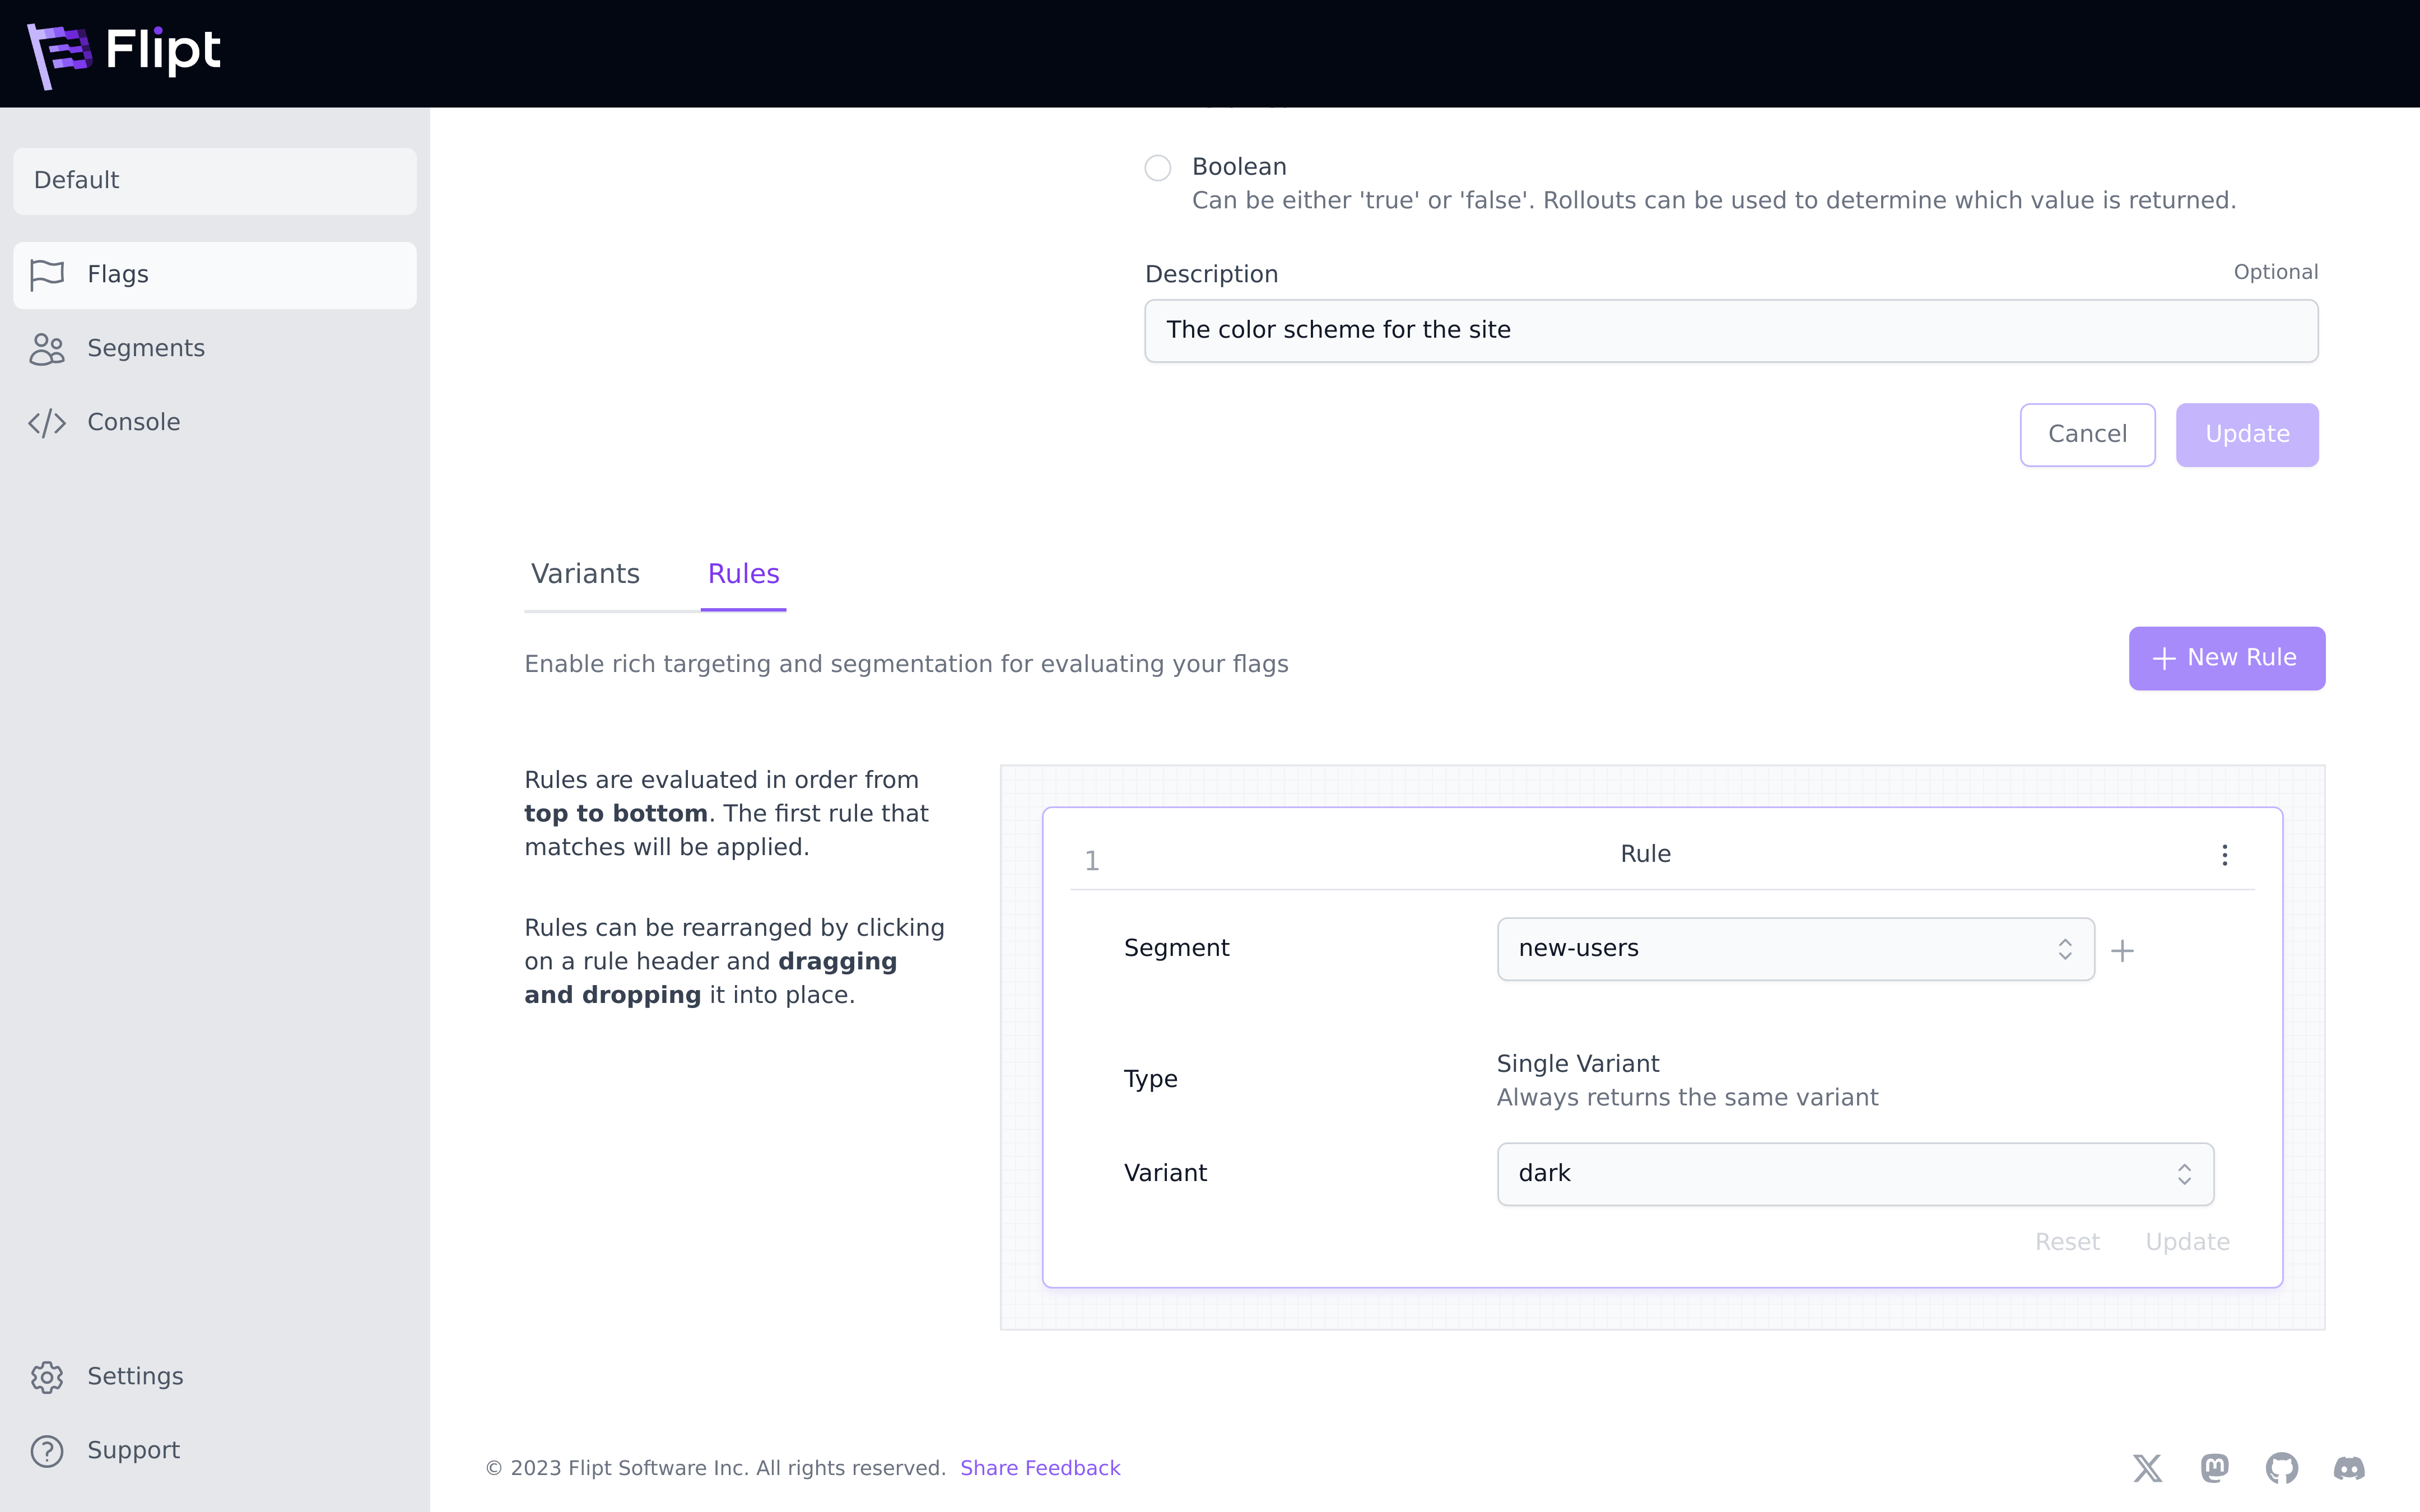 Flipt
Default
Flags
Segments
Console
Settings
Support
Boolean
Can be either 'true' or 'false'. Rollouts can be used to determine which value is returned.
Description
Optional
The color scheme for the site
Cancel
Update
Variants
Rules
Enable rich targeting and segmentation for evaluating your flags
New Rule
Rules are evaluated in order from
top to bottom. The first rule that
matches will be applied.
Rules can be rearranged by clicking
on a rule header and dragging
and dropping it into place.
1
Rule
Segment
new-users
Type
Single Variant
Always returns the same variant
Variant
dark
Reset
Update
© 2023 Flipt Software Inc. All rights reserved. Share Feedback